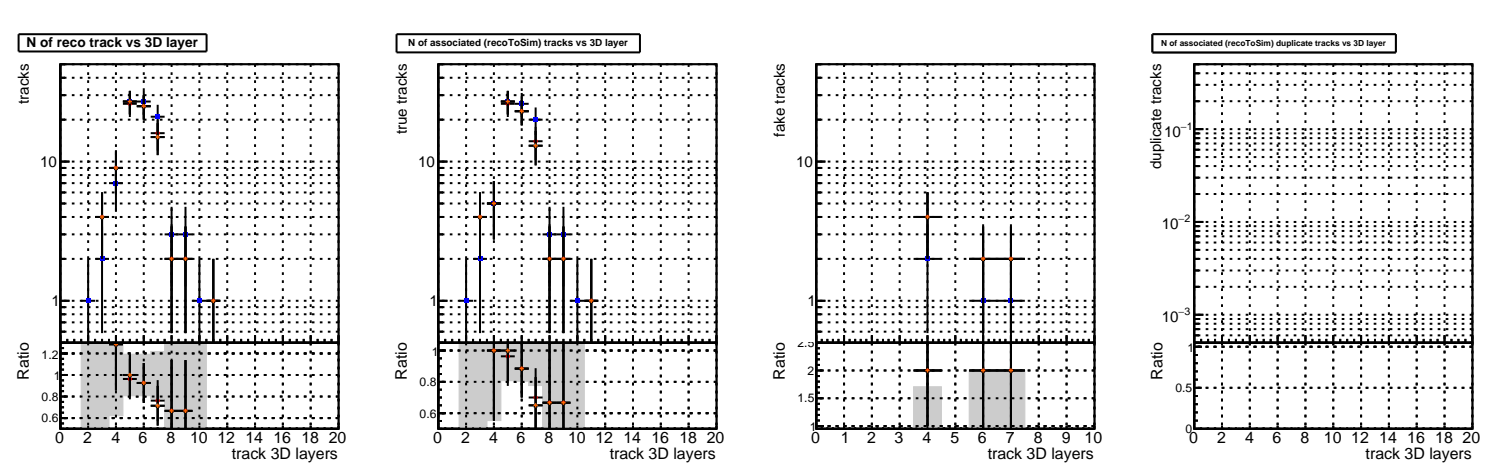 N of reco track vs 3D layer
tracks
10
1
Ratio
1.2
1
0.8
0.6
0 2 4 6 8 10 12 14 16 18 20
track 3D layers
N of associated (recoToSim) tracks vs 3D layer
true tracks
10
1
Ratio
1
0.8
0.6
0 2 4 6 8 10 12 14 16 18 20
track 3D layers
fake tracks
10
1
Ratio
2.5
2
1.5
1
0 1 2 3 4 5 6 7 8 9 10
track 3D layers
N of associated (recoToSim) duplicate tracks vs 3D layer
duplicate tracks
10⁻¹
10⁻²
10⁻³
Ratio
1
0.5
0
0 2 4 6 8 10 12 14 16 18 20
track 3D layers